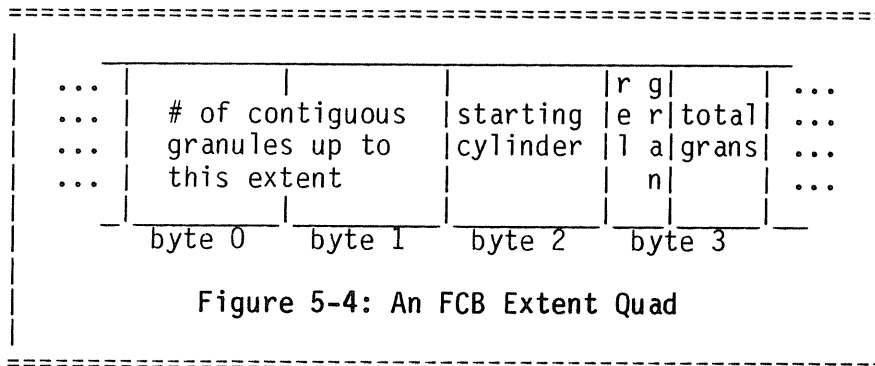 ... r g ...
... # of contiguous starting e r total ...
... granules up to cylinder l a grans ...
... this extent n ...
byte 0 byte 1 byte 2 byte 3
Figure 5-4: An FCB Extent Quad